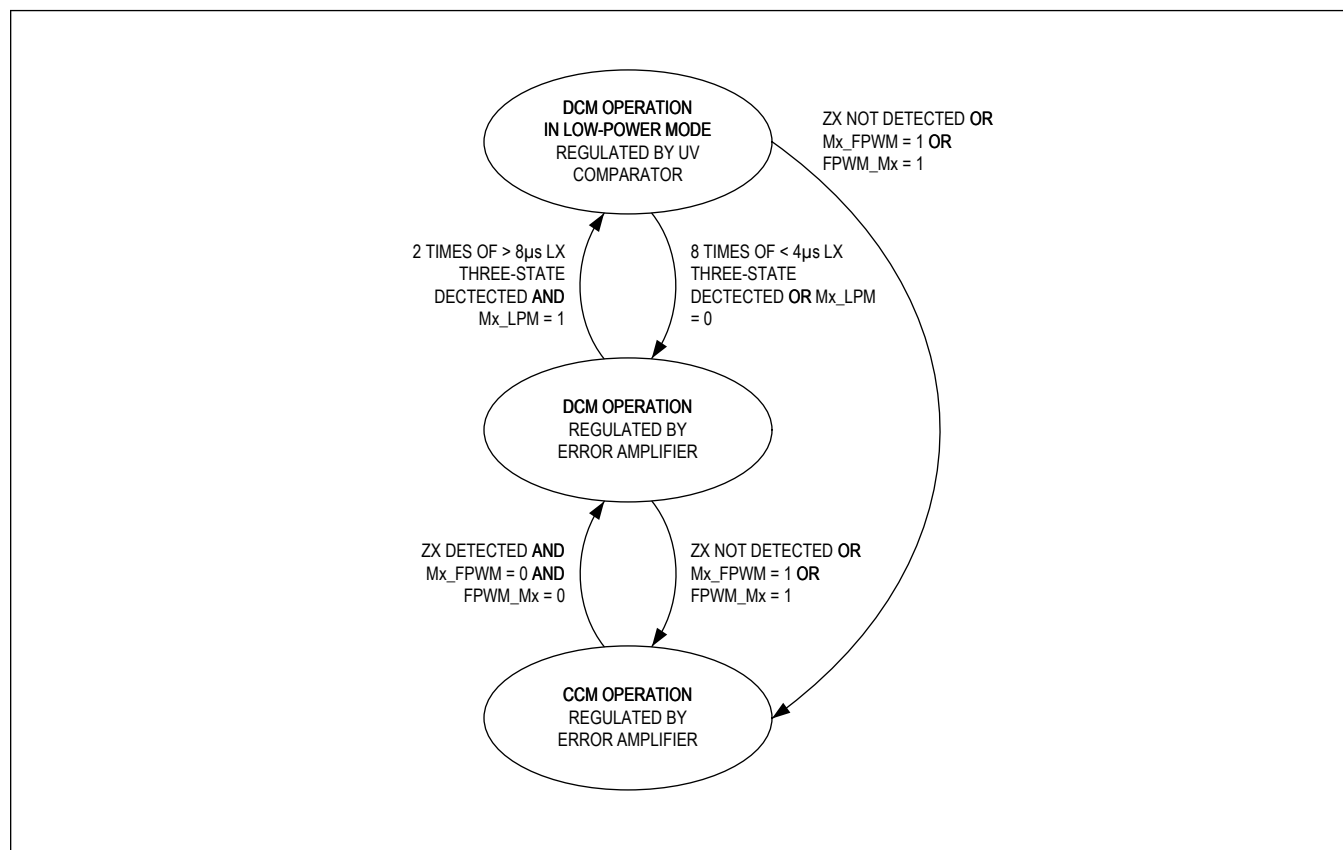 DCM OPERATION
IN LOW-POWER MODE
REGULATED BY UV
COMPARATOR
ZX NOT DETECTED OR
Mx_FPWM = 1 OR
FPWM_Mx = 1
2 TIMES OF > 8µs LX
THREE-STATE
DECTECTED AND
Mx_LPM = 1
8 TIMES OF < 4µs LX
THREE-STATE
DECTECTED OR Mx_LPM
= 0
DCM OPERATION
REGULATED BY
ERROR AMPLIFIER
ZX DETECTED AND
Mx_FPWM = 0 AND
FPWM_Mx = 0
ZX NOT DETECTED OR
Mx_FPWM = 1 OR
FPWM_Mx = 1
CCM OPERATION
REGULATED BY
ERROR AMPLIFIER